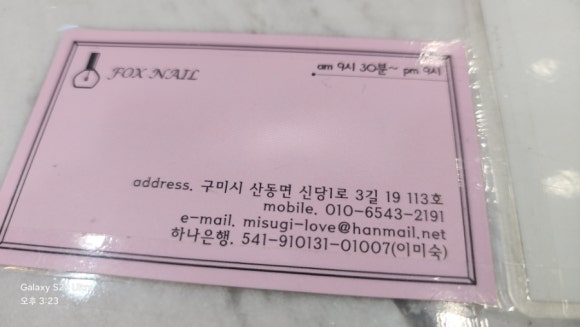 FOX NAIL
am 9시 30분~ pm 9시
address. 구미시 산동면 신당1로 3길 19 113호
mobile. 010-6543-2191
e-mail. misugi-love@hanmail.net
하나은행. 541-910131-01007(이미숙)
Galaxy S2 Ultra
오후 3:23